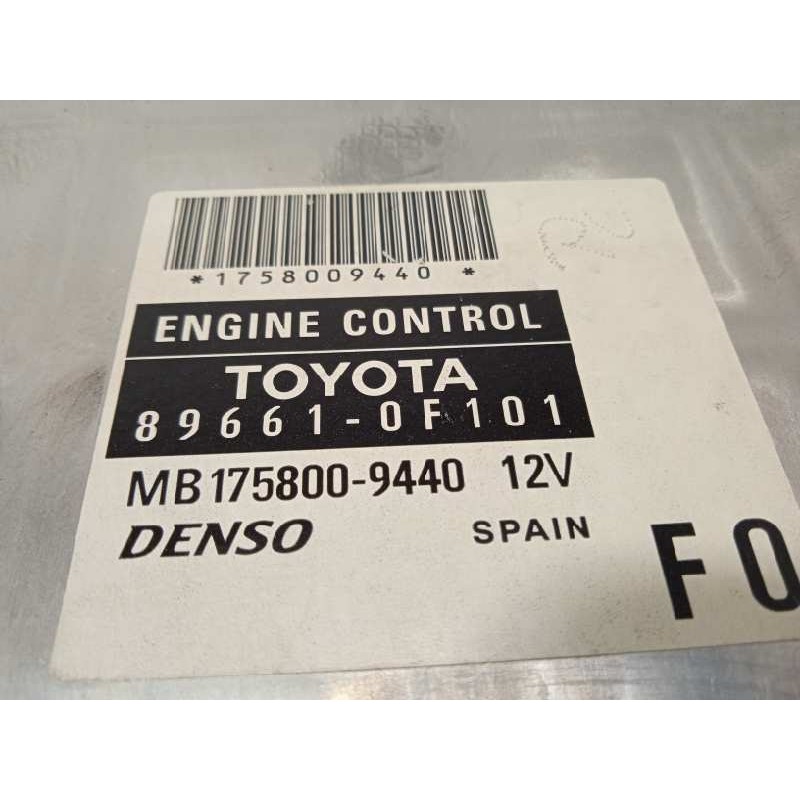 *1758009440*
ENGINE CONTROL
TOYOTA
89661-0F101
MB175800-9440 12V
DENSO SPAIN
F0